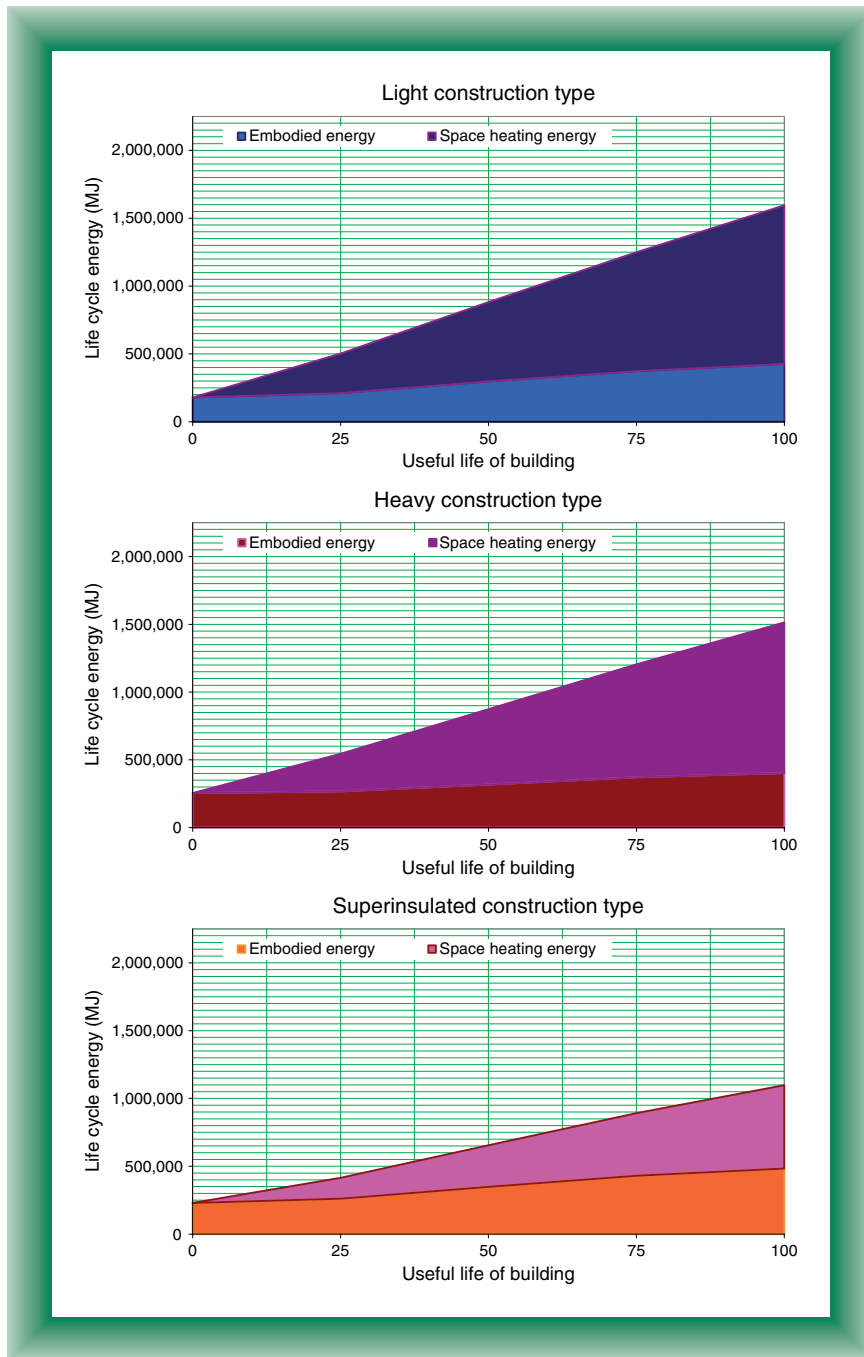 Light construction type
Embodied energy Space heating energy
Life cycle energy (MJ)
2,000,000
1,500,000
1,000,000
500,000
0
0 25 50 75 100
Useful life of building
Heavy construction type
Embodied energy Space heating energy
Life cycle energy (MJ)
2,000,000
1,500,000
1,000,000
500,000
0
0 25 50 75 100
Useful life of building
Superinsulated construction type
Embodied energy Space heating energy
Life cycle energy (MJ)
2,000,000
1,500,000
1,000,000
500,000
0
0 25 50 75 100
Useful life of building